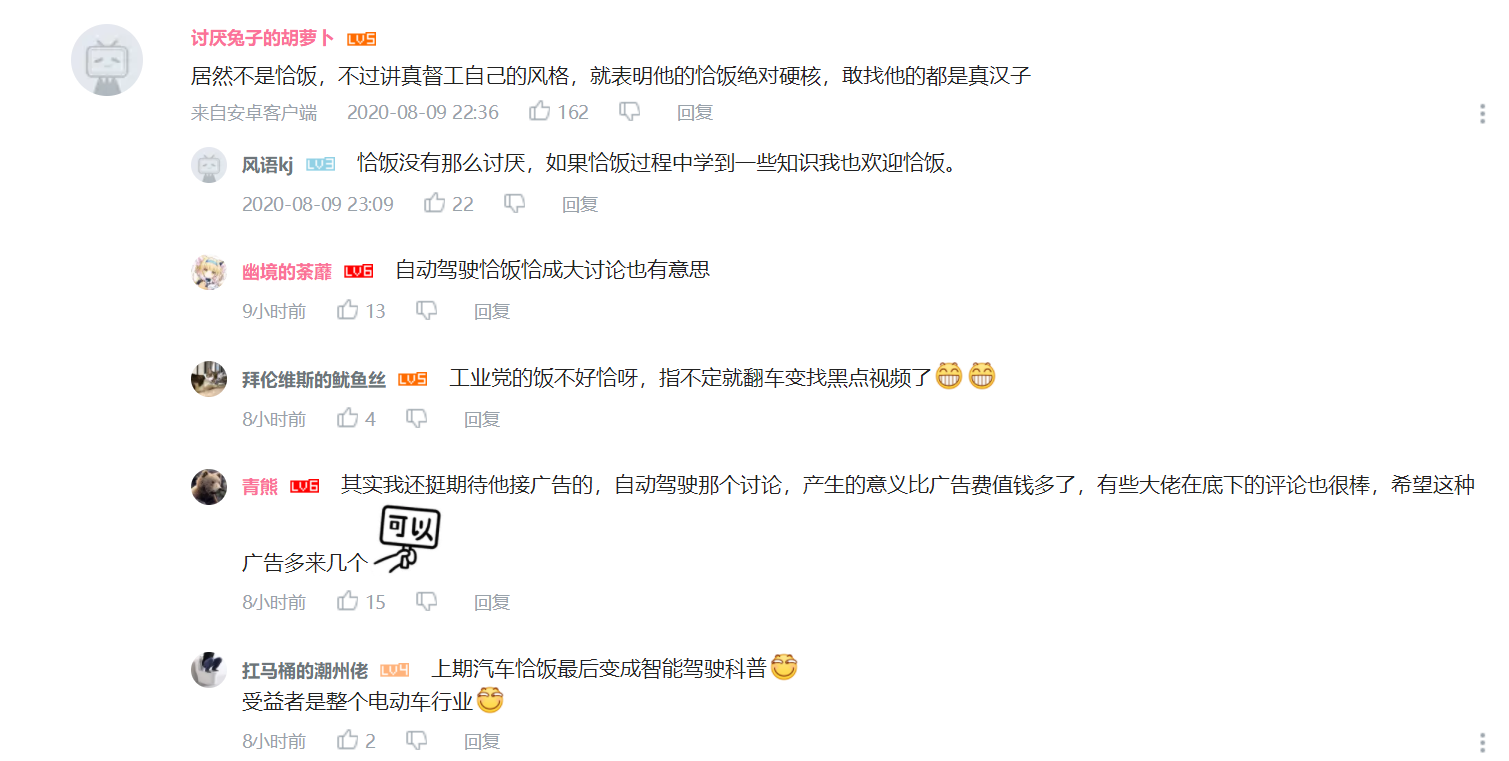 讨厌兔子的胡萝卜 LV5
居然不是恰饭，不过讲真督工自己的风格，就表明他的恰饭绝对硬核，敢找他的都是真汉子
来自安卓客户端 2020-08-09 22:36 162 回复
风语kj LV3 恰饭没有那么讨厌，如果恰饭过程中学到一些知识我也欢迎恰饭。
2020-08-09 23:09 22 回复
幽境的荼蘼 LV6 自动驾驶恰饭恰成大讨论也有意思
9小时前 13 回复
拜伦维斯的鱿鱼丝 LV5 工业党的饭不好恰呀，指不定就翻车变找黑点视频了
8小时前 4 回复
青熊 LV6 其实我还挺期待他接广告的，自动驾驶那个讨论，产生的意义比广告费值钱多了，有些大佬在底下的评论也很棒，希望这种
可以
广告多来几个
8小时前 15 回复
扛马桶的潮州佬 LV4 上期汽车恰饭最后变成智能驾驶科普
受益者是整个电动车行业
8小时前 2 回复